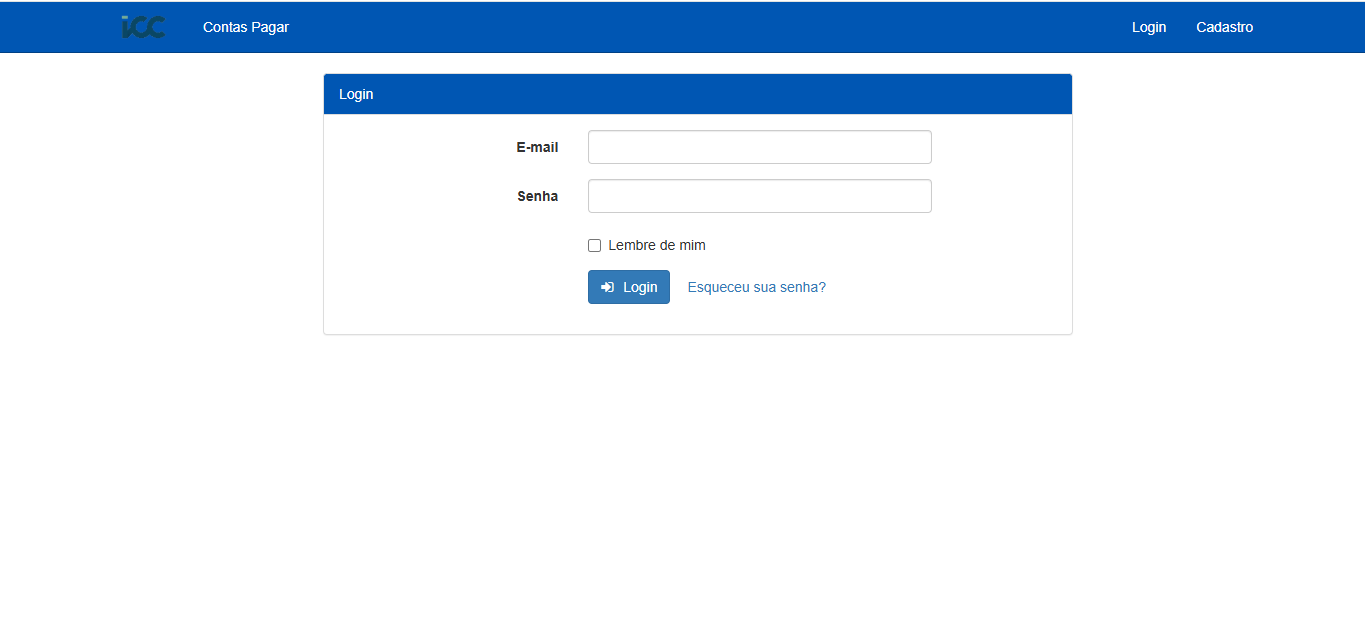 icc Contas Pagar Login Cadastro
Login
E-mail
Senha
Lembre de mim
Login Esqueceu sua senha?